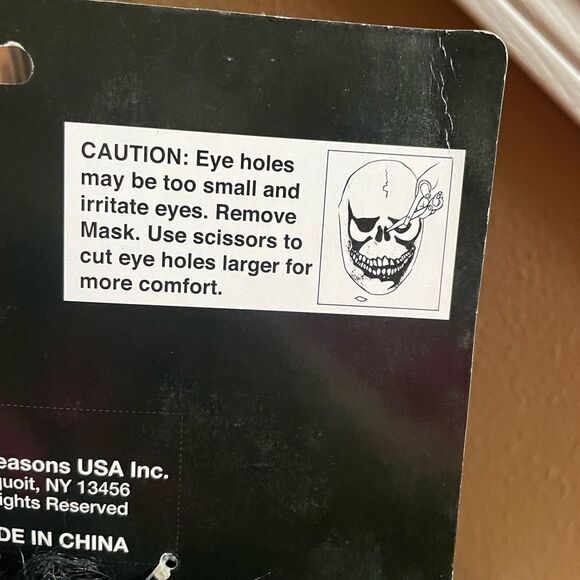 CAUTION: Eye holes
may be too small and
irritate eyes. Remove
Mask. Use scissors to
cut eye holes larger for
more comfort.
easons USA Inc.
quoit, NY 13456
ights Reserved
DE IN CHINA